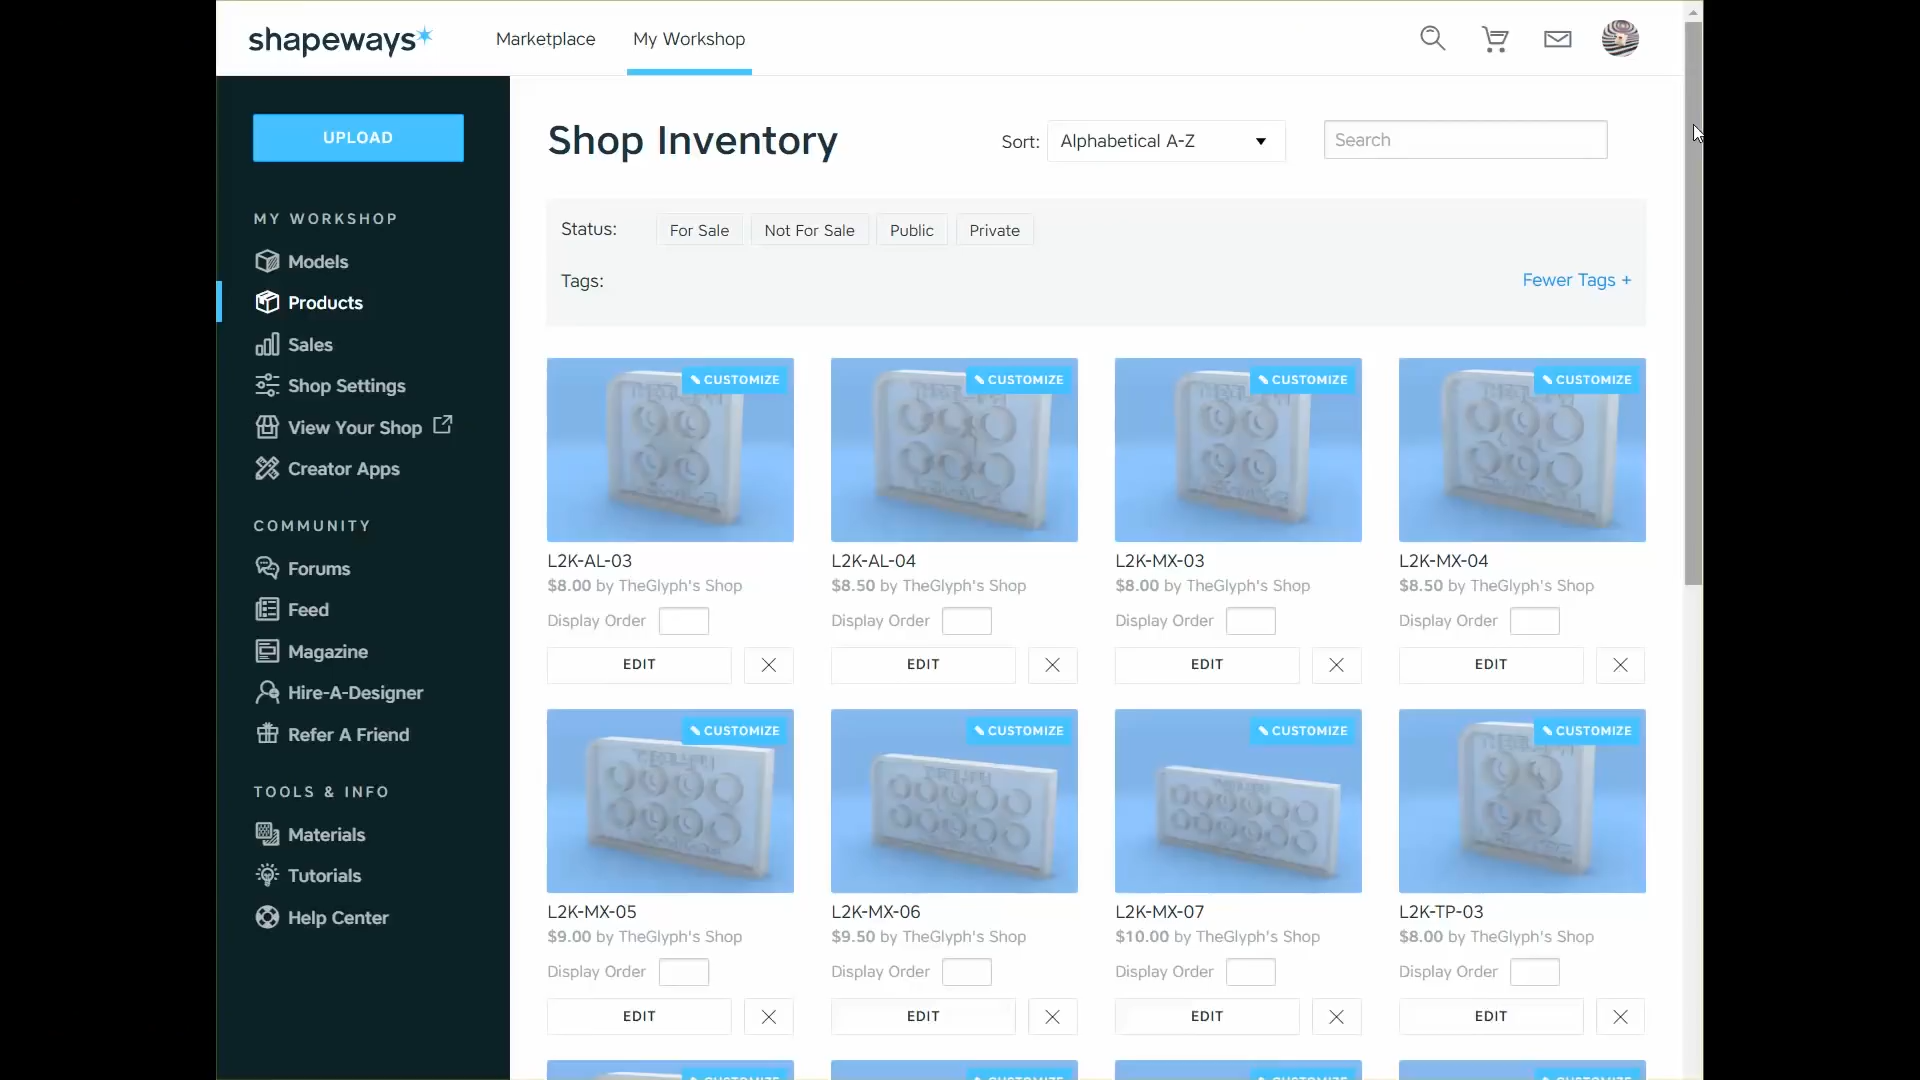 shapeways*
Marketplace
My Workshop
UPLOAD
MY WORKSHOP
Models
Products
Sales
Shop Settings
View Your Shop
Creator Apps
COMMUNITY
Forums
Feed
Magazine
Hire-A-Designer
Refer A Friend
TOOLS & INFO
Materials
Tutorials
Help Center
Shop Inventory
Sort: Alphabetical A-Z
Search
Status: For Sale Not For Sale Public Private
Tags: Fewer Tags +
CUSTOMIZE CUSTOMIZE CUSTOMIZE CUSTOMIZE
L2K-AL-03 L2K-AL-04 L2K-MX-03 L2K-MX-04
$8.00 by TheGlyph's Shop $8.50 by TheGlyph's Shop $8.00 by TheGlyph's Shop $8.50 by TheGlyph's Shop
Display Order Display Order Display Order Display Order
EDIT EDIT EDIT EDIT
CUSTOMIZE CUSTOMIZE CUSTOMIZE CUSTOMIZE
L2K-MX-05 L2K-MX-06 L2K-MX-07 L2K-TP-03
$9.00 by TheGlyph's Shop $9.50 by TheGlyph's Shop $10.00 by TheGlyph's Shop $8.00 by TheGlyph's Shop
Display Order Display Order Display Order Display Order
EDIT EDIT EDIT EDIT
CUSTOMIZE CUSTOMIZE CUSTOMIZE CUSTOMIZE